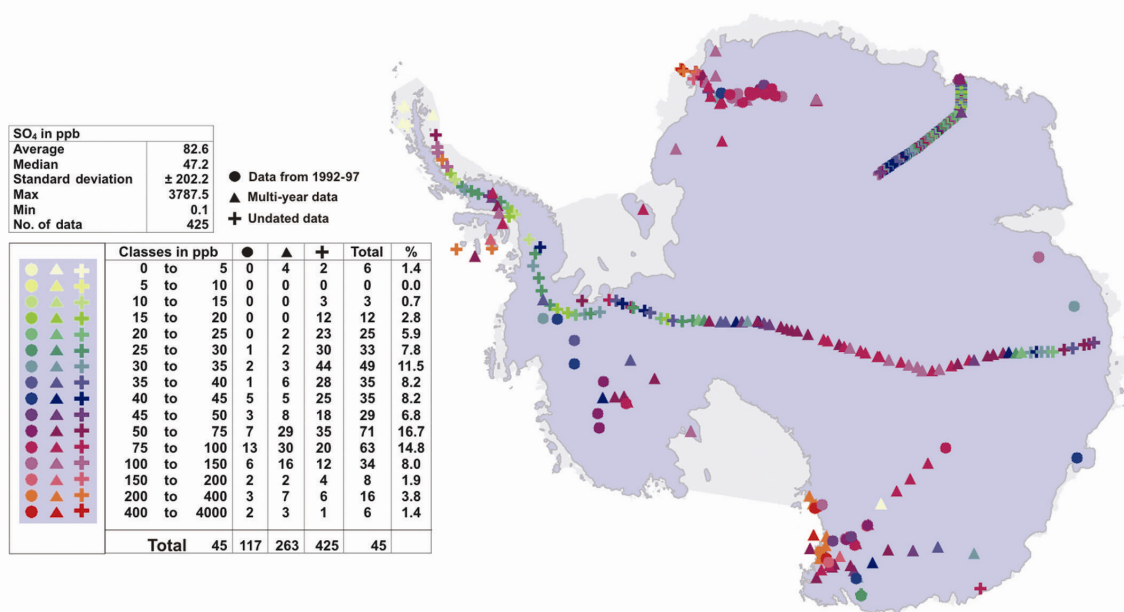 SO4 in ppb
Average 82.6
Median 47.2
Standard deviation ± 202.2
Max 3787.5
Min 0.1
No. of data 425
Data from 1992-97
Multi-year data
Undated data
Classes in ppb Total %
0 to 5 0 4 2 6 1.4
5 to 10 0 0 0 0 0.0
10 to 15 0 0 3 3 0.7
15 to 20 0 0 12 12 2.8
20 to 25 0 2 23 25 5.9
25 to 30 1 2 30 33 7.8
30 to 35 2 3 44 49 11.5
35 to 40 1 6 28 35 8.2
40 to 45 5 5 25 35 8.2
45 to 50 3 8 18 29 6.8
50 to 75 7 29 35 71 16.7
75 to 100 13 30 20 63 14.8
100 to 150 6 16 12 34 8.0
150 to 200 2 2 4 8 1.9
200 to 400 3 7 6 16 3.8
400 to 4000 2 3 1 6 1.4
Total 45 117 263 425 45